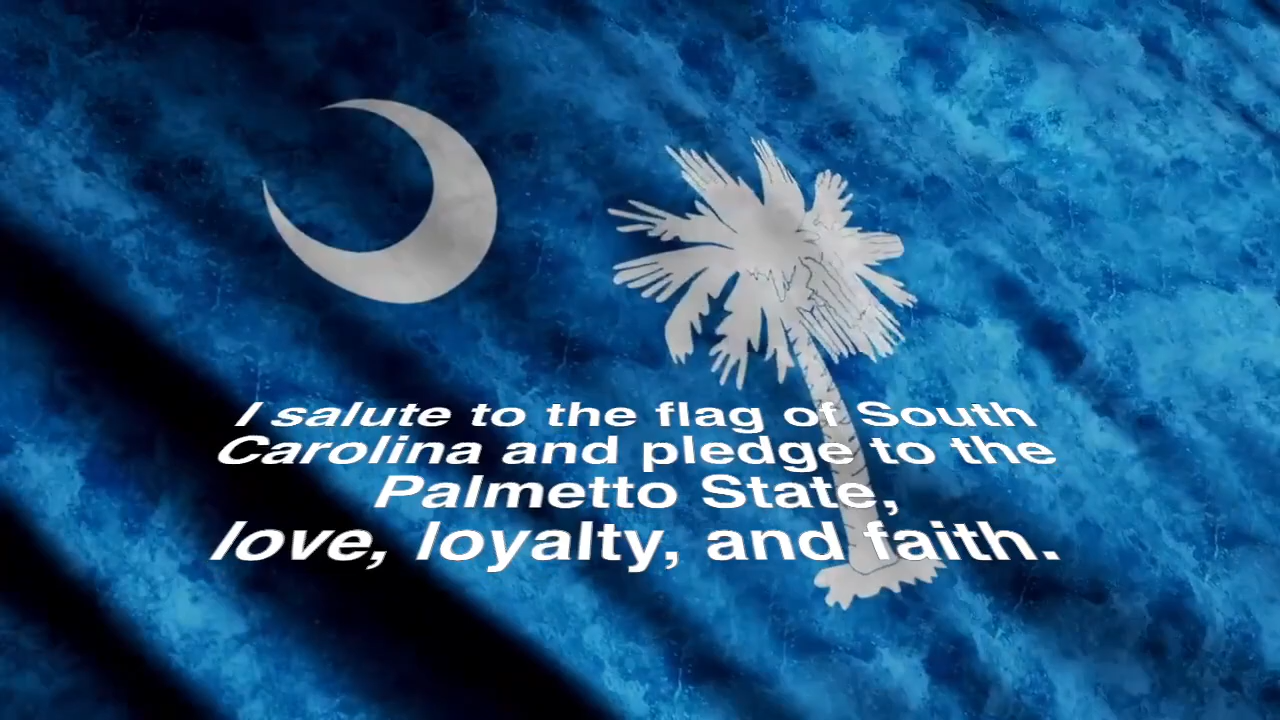 I salute to the flag of South
Carolina and pledge to the
Palmetto State,
love, loyalty, and faith.